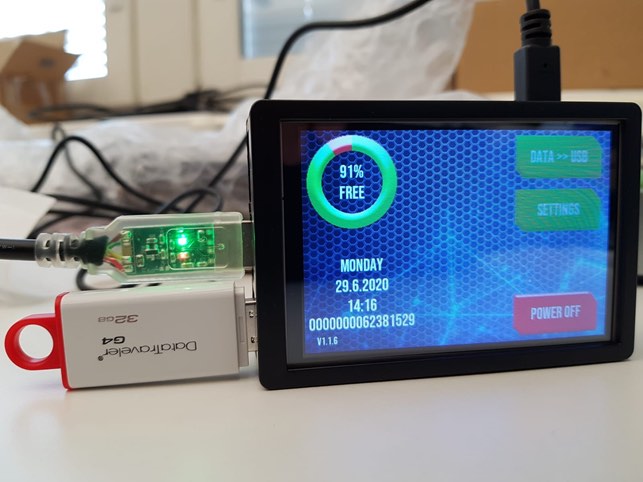 91%
FREE
DATA >> USB
SETTINGS
MONDAY
29.6.2020
14:16
0000000062381529
V1.1.6
POWER OFF
32GB
DataTraveler®
G4